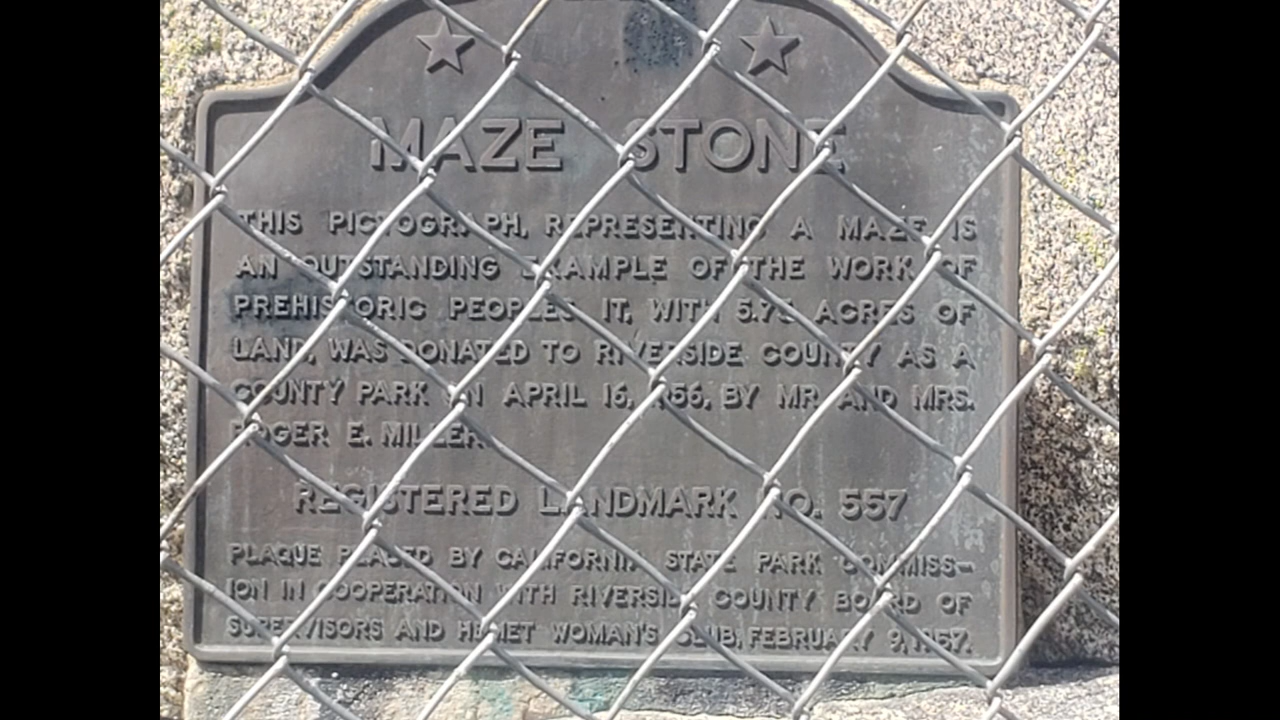 MAZE STONE
THIS PICTOGRAPH, REPRESENTING A MAZE IS
AN OUTSTANDING EXAMPLE OF THE WORK OF
PREHISTORIC PEOPLES. IT, WITH 5.75 ACRES OF
LAND, WAS DONATED TO RIVERSIDE COUNTY AS A
COUNTY PARK ON APRIL 16, 1956, BY MR. AND MRS.
ROGER E. MILLER.
REGISTERED LANDMARK NO. 557
PLAQUE PLACED BY CALIFORNIA STATE PARK COMMISS-
ION IN COOPERATION WITH RIVERSIDE COUNTY BOARD OF
SUPERVISORS AND HEMET WOMAN'S CLUB, FEBRUARY 9, 1957.